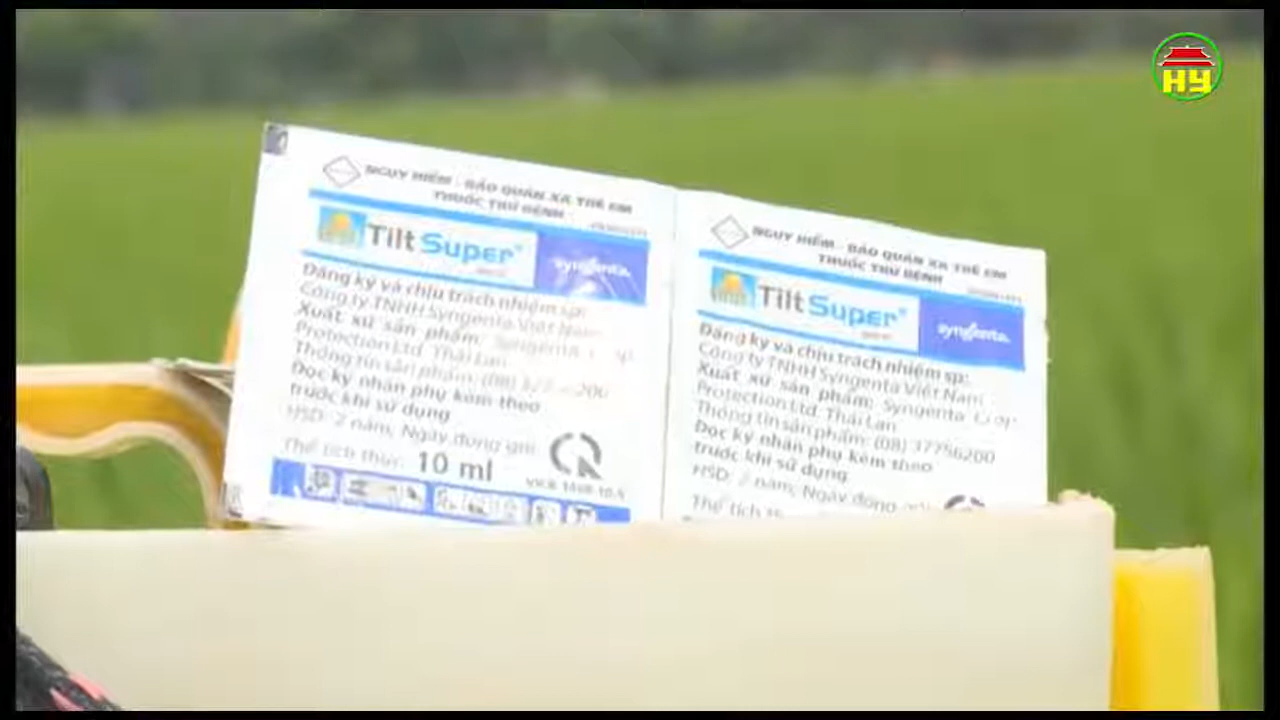 HY
NGUY HIỂM - BẢO QUẢN XA TRẺ EM
THUỐC TRỪ BỆNH
Tilt Super®
syngenta.
Đăng ký và chịu trách nhiệm sp:
Công ty TNHH Syngenta Việt Nam
Xuất xứ sản phẩm: Syngenta
Protection Ltd Thái Lan
Thông tin sản phẩm: (08)
Đọc kỹ nhãn phụ kèm theo
trước khi sử dụng
HSD: 2 năm, Ngày đóng gói
Thể tích thực: 10 ml
NGUY HIỂM - BẢO QUẢN XA TRẺ EM
THUỐC TRỪ BỆNH
Tilt Super®
syngenta.
Đăng ký và chịu trách nhiệm sp:
Công ty TNHH Syngenta Việt Nam
Xuất xứ sản phẩm: Syngenta
Protection Ltd Thái Lan
Thông tin sản phẩm: (08) 37756200
Đọc kỹ nhãn phụ kèm theo
trước khi sử dụng
HSD: 2 năm, Ngày đóng gói
Thể tích